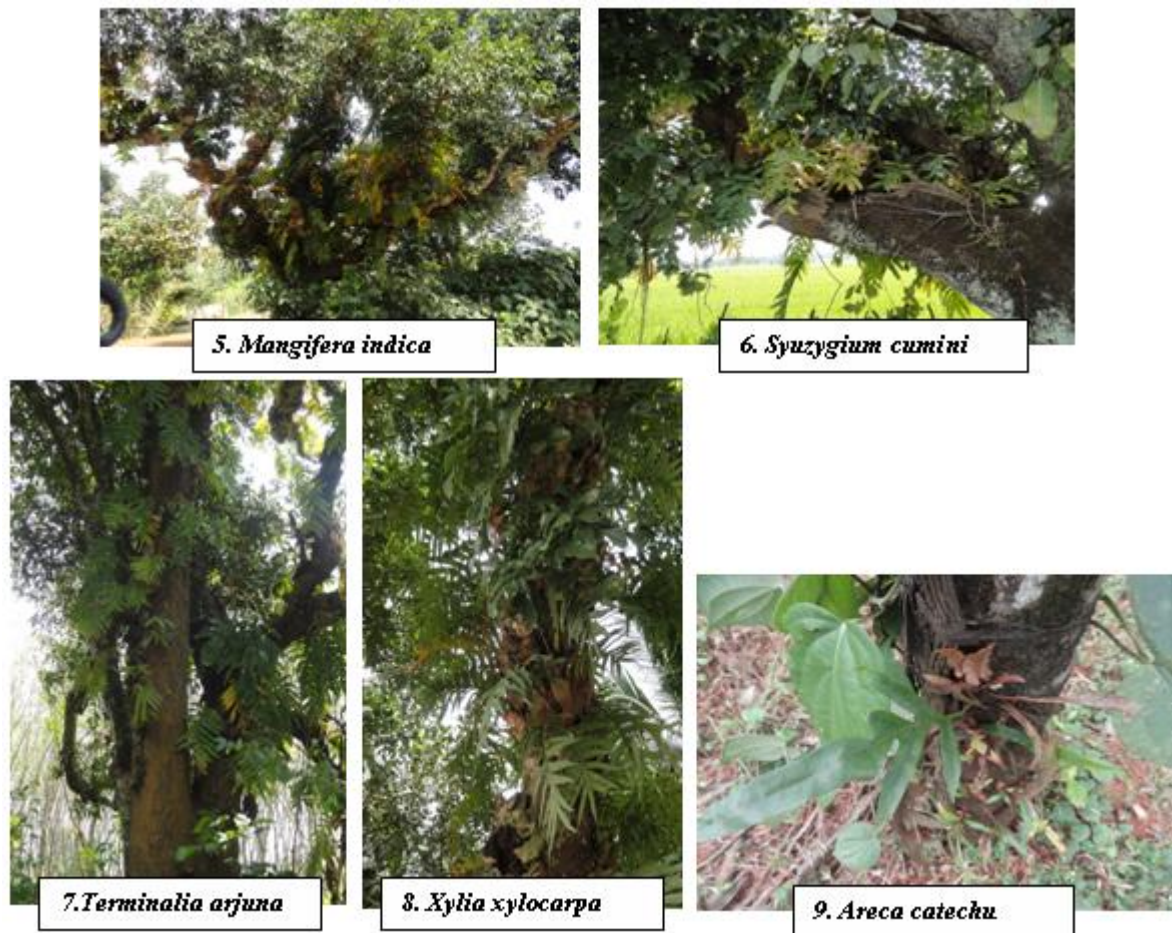 5. Mangifera indica
6. Syuzygium cumini
7.Terminalia arjuna
8. Xylia xylocarpa
9. Areca catechu